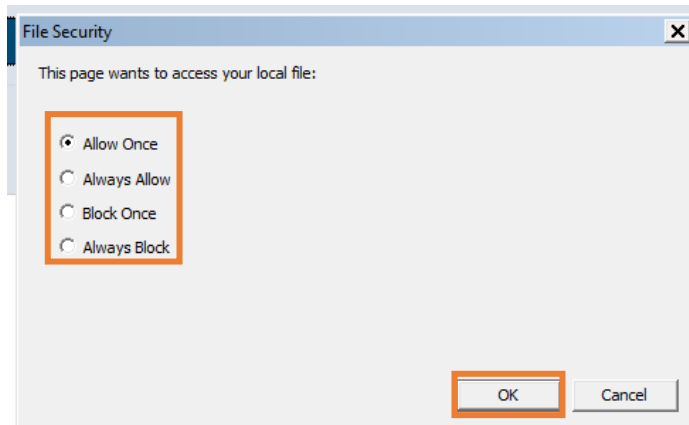 File Security
This page wants to access your local file:
Allow Once
Always Allow
Block Once
Always Block
OK
Cancel